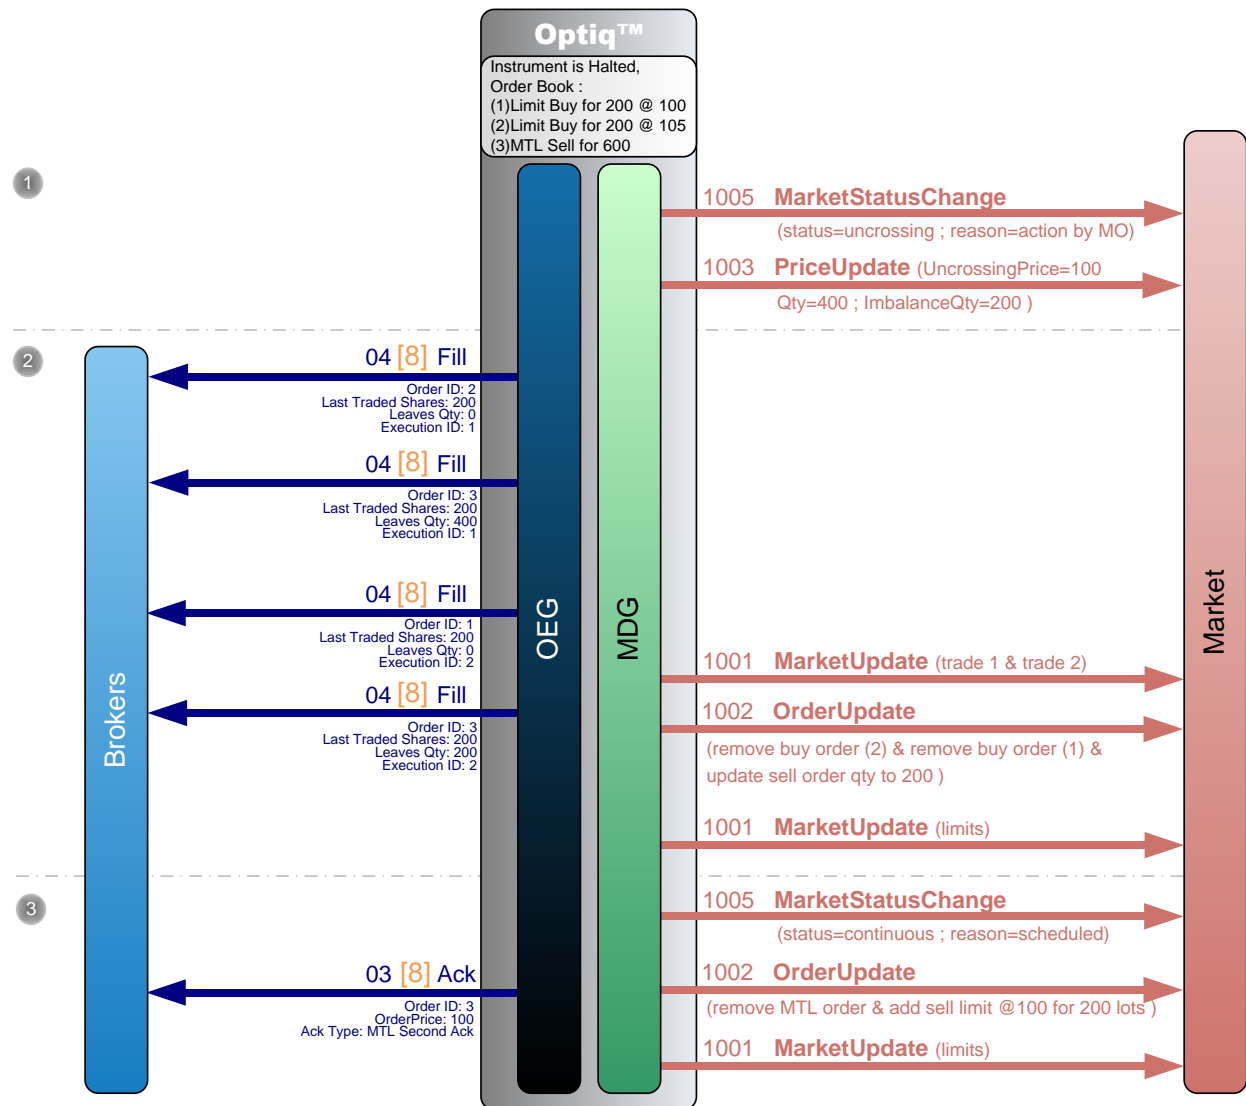 Optiq™
Instrument is Halted,
Order Book :
(1)Limit Buy for 200 @ 100
(2)Limit Buy for 200 @ 105
(3)MTL Sell for 600
1
1005 MarketStatusChange
(status=uncrossing ; reason=action by MO)
1003 PriceUpdate (UncrossingPrice=100
Qty=400 ; ImbalanceQty=200 )
2
04 [8] Fill
Order ID: 2
Last Traded Shares: 200
Leaves Qty: 0
Execution ID: 1
04 [8] Fill
Order ID: 3
Last Traded Shares: 200
Leaves Qty: 400
Execution ID: 1
04 [8] Fill
Order ID: 1
Last Traded Shares: 200
Leaves Qty: 0
Execution ID: 2
04 [8] Fill
Order ID: 3
Last Traded Shares: 200
Leaves Qty: 200
Execution ID: 2
Brokers
OEG
MDG
Market
1001 MarketUpdate (trade 1 & trade 2)
1002 OrderUpdate
(remove buy order (2) & remove buy order (1) &
update sell order qty to 200 )
1001 MarketUpdate (limits)
3
1005 MarketStatusChange
(status=continuous ; reason=scheduled)
03 [8] Ack
Order ID: 3
OrderPrice: 100
Ack Type: MTL Second Ack
1002 OrderUpdate
(remove MTL order & add sell limit @100 for 200 lots )
1001 MarketUpdate (limits)